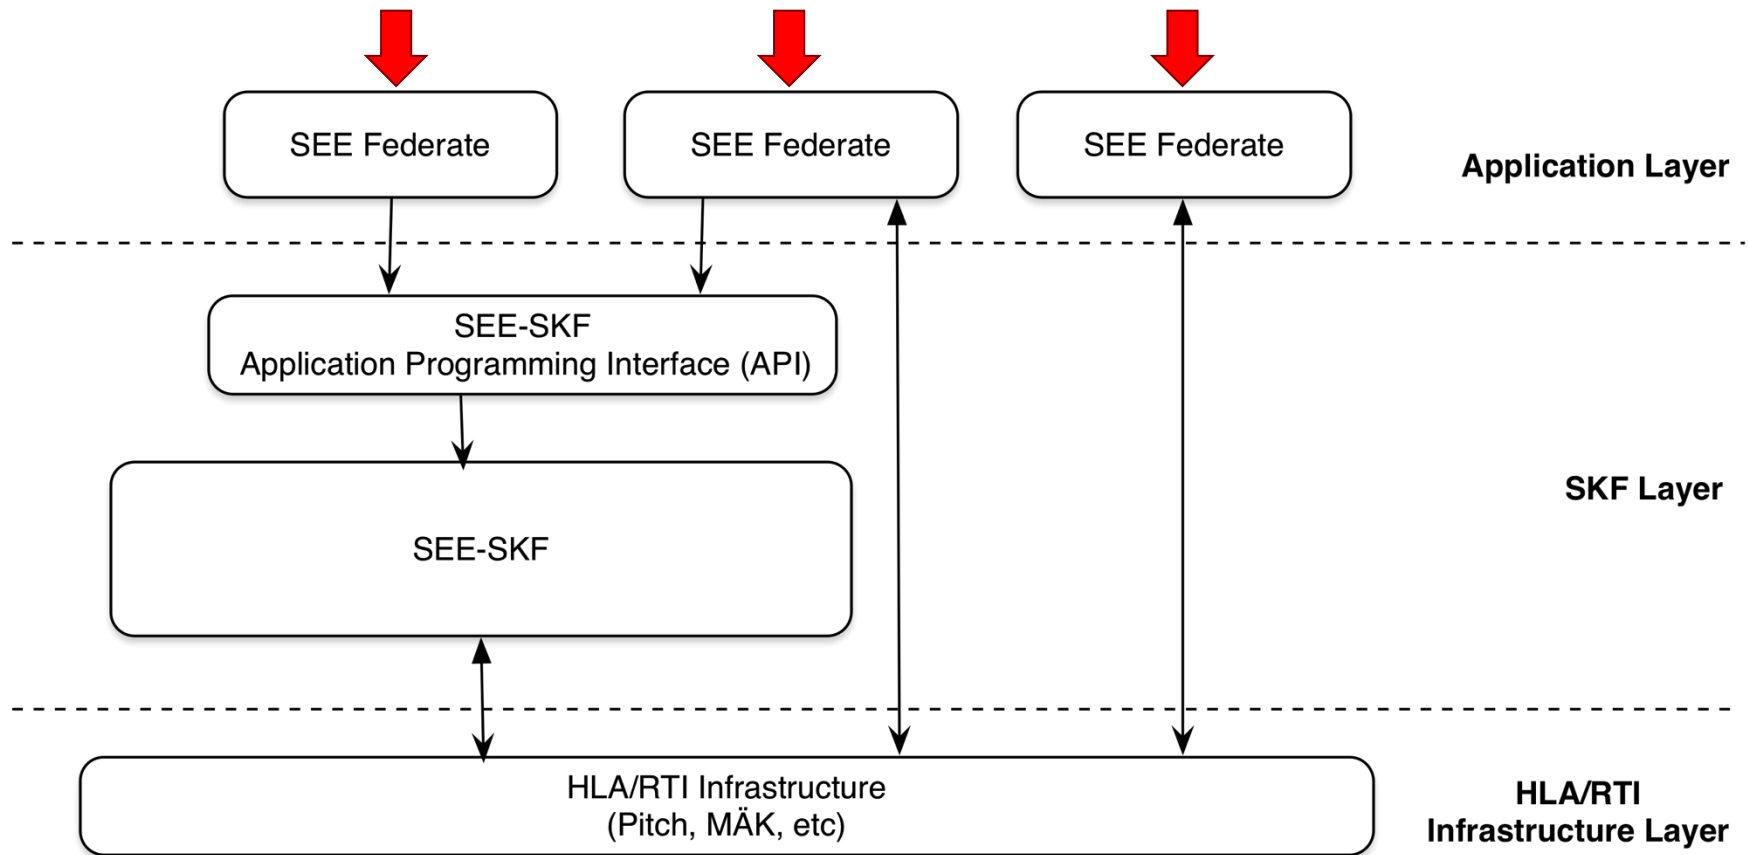 SEE Federate
SEE Federate
SEE Federate
Application Layer
SEE-SKF
Application Programming Interface (API)
SEE-SKF
SKF Layer
HLA/RTI Infrastructure
(Pitch, MÄK, etc)
HLA/RTI
Infrastructure Layer